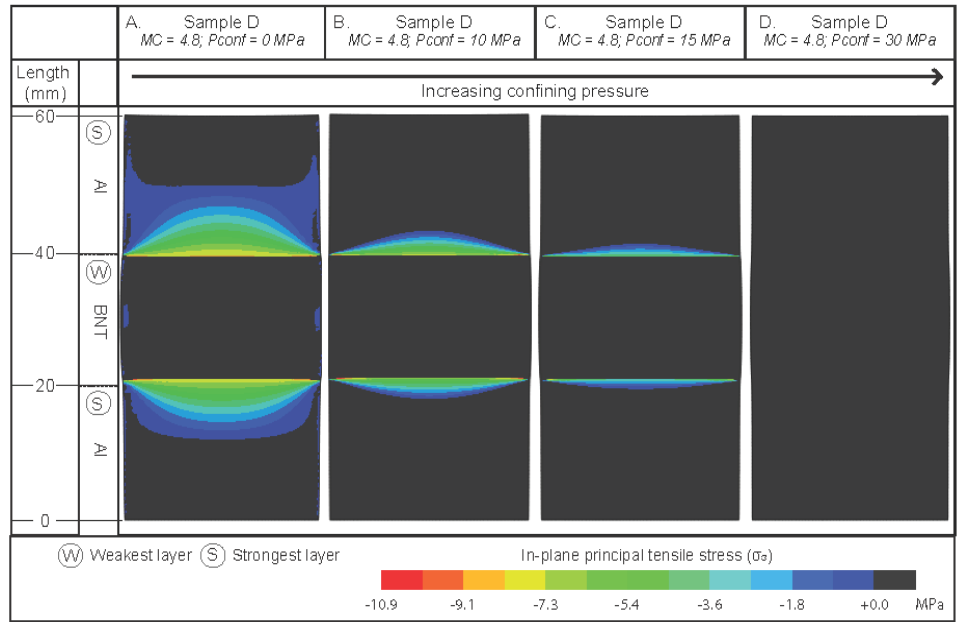 A. Sample D
MC = 4.8; Pconf = 0 MPa
B. Sample D
MC = 4.8; Pconf = 10 MPa
C. Sample D
MC = 4.8; Pconf = 15 MPa
D. Sample D
MC = 4.8; Pconf = 30 MPa
Length
(mm)
Increasing confining pressure
60
S
Al
40
W
BNT
20
S
Al
0
W Weakest layer S Strongest layer
In-plane principal tensile stress (σσ)
-10.9 -9.1 -7.3 -5.4 -3.6 -1.8 +0.0 MPa